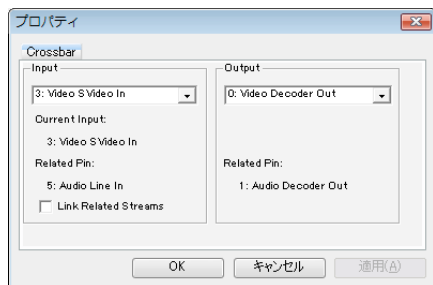 プロパティ
Crossbar
Input
3: Video SVideo In
Current Input:
3: Video SVideo In
Related Pin:
5: Audio Line In
Link Related Streams
Output
0: Video Decoder Out
Related Pin:
1: Audio Decoder Out
OK
キャンセル
適用(A)